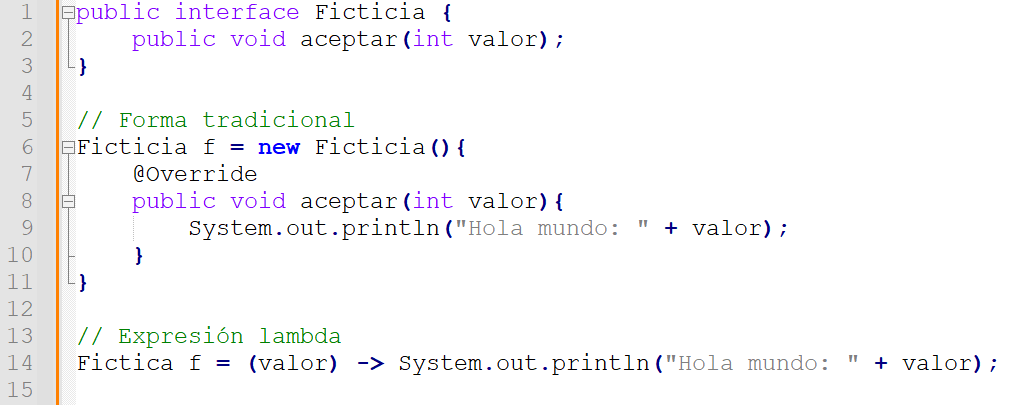 1 public interface Ficticia {
2 public void aceptar(int valor);
3 }
4
5 // Forma tradicional
6 Ficticia f = new Ficticia(){
7 @Override
8 public void aceptar(int valor){
9 System.out.println("Hola mundo: " + valor);
10 }
11 }
12
13 // Expresión lambda
14 Fictica f = (valor) -> System.out.println("Hola mundo: " + valor);
15